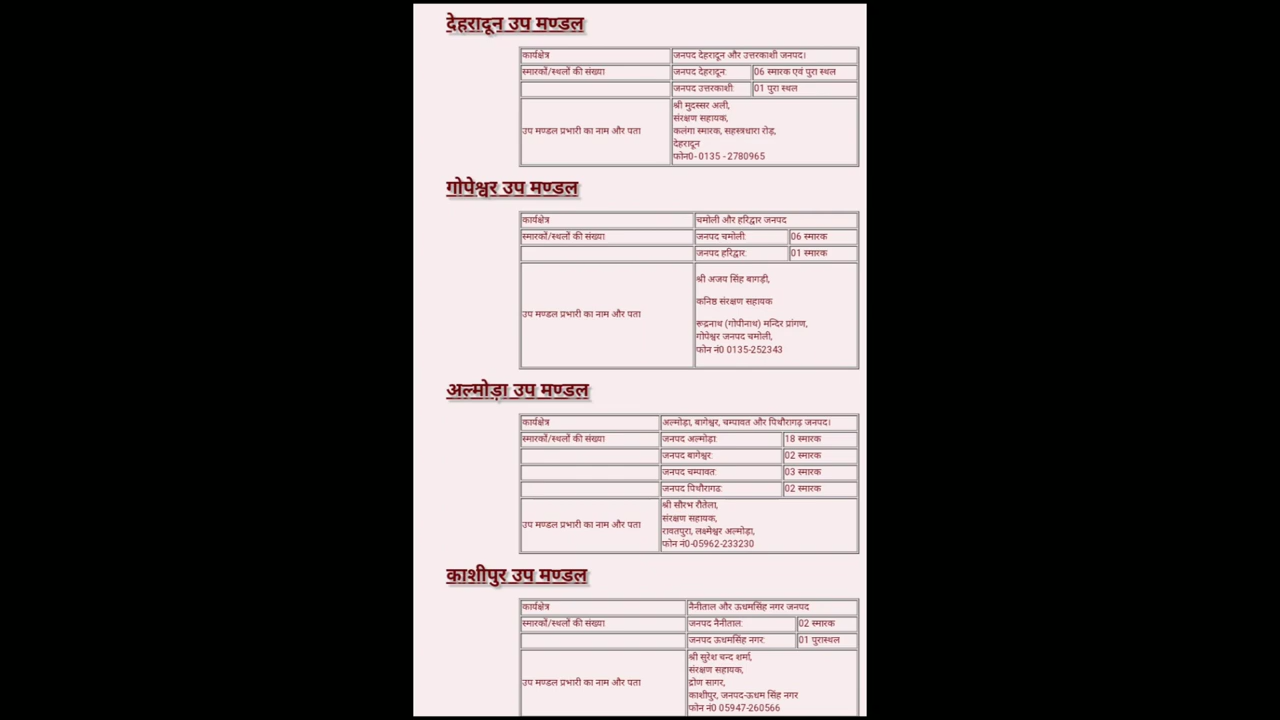 देहरादून उप मण्डल
कार्यक्षेत्र जनपद देहरादून और उत्तरकाशी जनपद।
स्मारकों/स्थलों की संख्या जनपद देहरादून: 06 स्मारक एवं पुरा स्थल
जनपद उत्तरकाशी: 01 पुरा स्थल
उप मण्डल प्रभारी का नाम और पता
श्री मुदस्सर अली,
संरक्षण सहायक,
कलंगा स्मारक, सहस्त्रधारा रोड़,
देहरादून
फोन0- 0135 - 2780965
गोपेश्वर उप मण्डल
कार्यक्षेत्र चमोली और हरिद्वार जनपद
स्मारकों/स्थलों की संख्या जनपद चमोली: 06 स्मारक
जनपद हरिद्वार: 01 स्मारक
उप मण्डल प्रभारी का नाम और पता
श्री अजय सिंह बागड़ी,
कनिष्ठ संरक्षण सहायक
रूद्रनाथ (गोपीनाथ) मन्दिर प्रांगण,
गोपेश्वर जनपद चमोली,
फोन नं0 0135-252343
अल्मोड़ा उप मण्डल
कार्यक्षेत्र अल्मोड़ा, बागेश्वर, चम्पावत और पिथौरागढ़ जनपद।
स्मारकों/स्थलों की संख्या जनपद अल्मोड़ा: 18 स्मारक
जनपद बागेश्वर: 02 स्मारक
जनपद चम्पावत: 03 स्मारक
जनपद पिथौरागढ: 02 स्मारक
उप मण्डल प्रभारी का नाम और पता
श्री सौरभ रौतेला,
संरक्षण सहायक,
रावतपुरा, लक्ष्मेश्वर अल्मोड़ा,
फोन नं0-05962-233230
काशीपुर उप मण्डल
कार्यक्षेत्र नैनीताल और ऊधमसिंह नगर जनपद
स्मारकों/स्थलों की संख्या जनपद नैनीताल: 02 स्मारक
जनपद ऊधमसिंह नगर: 01 पुरास्थल
उप मण्डल प्रभारी का नाम और पता
श्री सुरेश चन्द शर्मा,
संरक्षण सहायक,
द्रोण सागर,
काशीपुर, जनपद-ऊधम सिंह नगर
फोन नं0 05947-260566